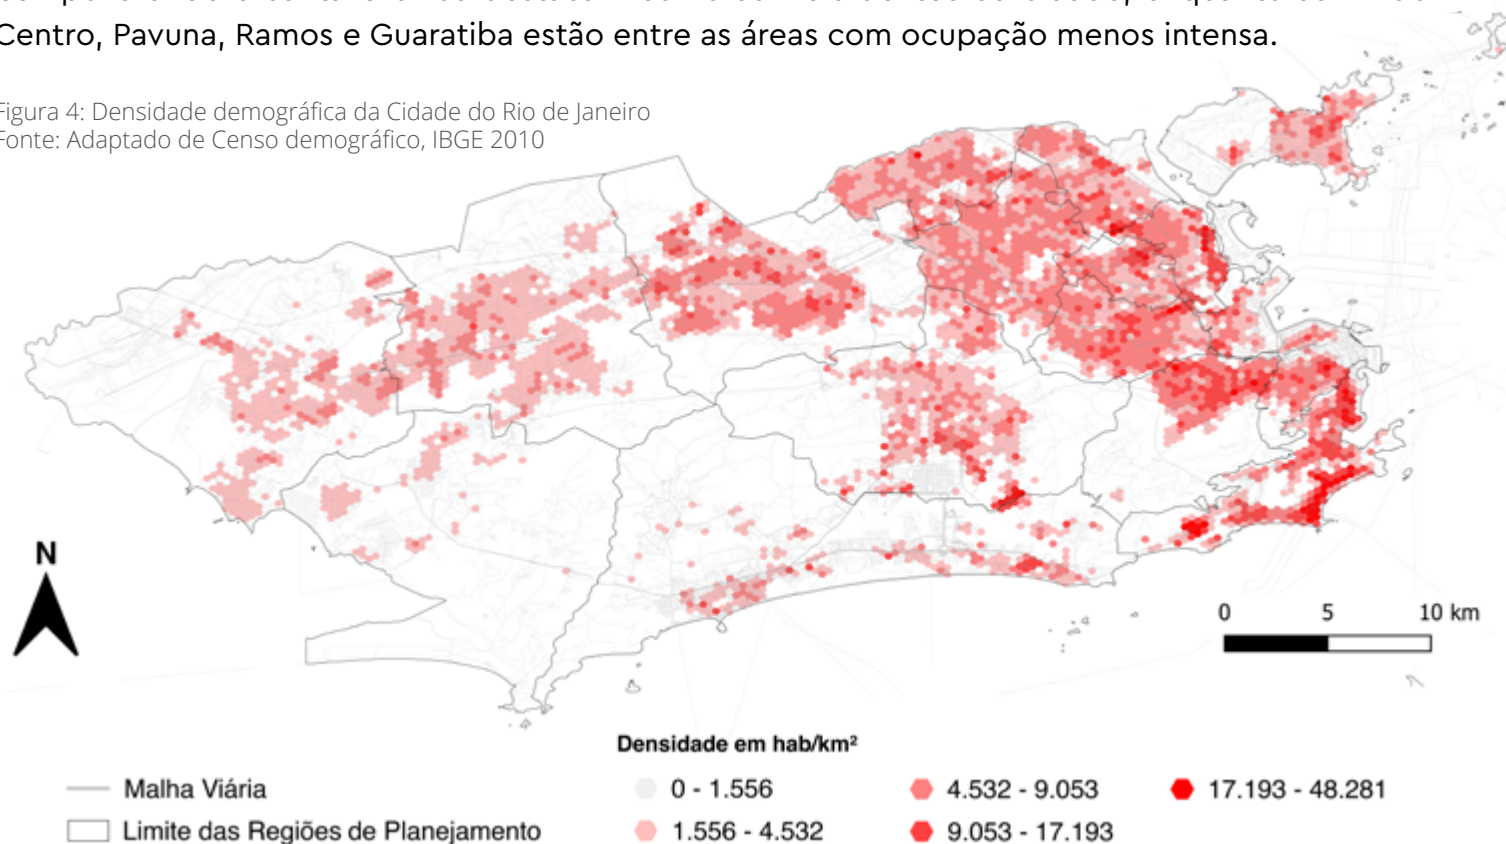 Centro, Pavuna, Ramos e Guaratiba estão entre as áreas com ocupação menos intensa.
Figura 4: Densidade demográfica da Cidade do Rio de Janeiro
Fonte: Adaptado de Censo demográfico, IBGE 2010
N
0 5 10 km
Densidade em hab/km²
Malha Viária
0 - 1.556
4.532 - 9.053
17.193 - 48.281
Limite das Regiões de Planejamento
1.556 - 4.532
9.053 - 17.193